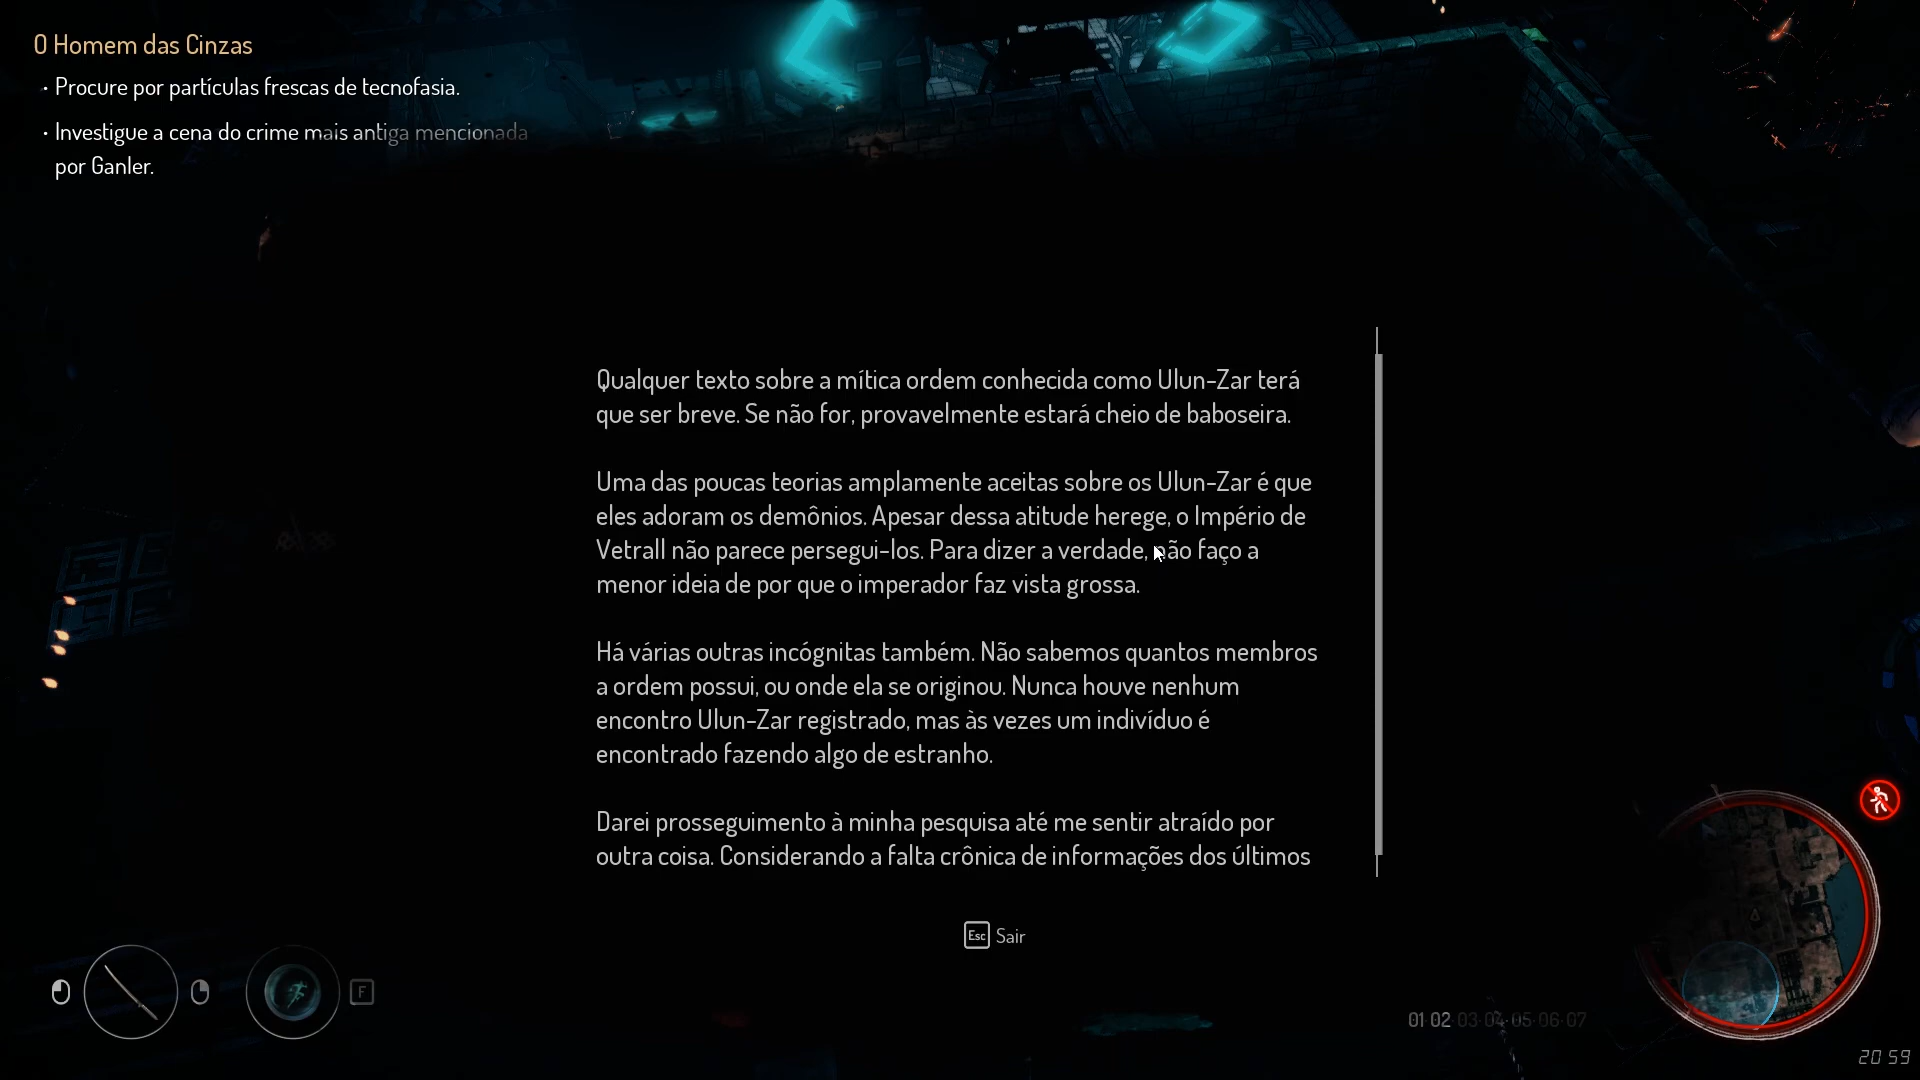 O Homem das Cinzas
· Procure por partículas frescas de tecnofasia.
· Investigue a cena do crime mais antiga mencionada
por Ganler.
Qualquer texto sobre a mítica ordem conhecida como Ulun-Zar terá
que ser breve. Se não for, provavelmente estará cheio de baboseira.
Uma das poucas teorias amplamente aceitas sobre os Ulun-Zar é que
eles adoram os demônios. Apesar dessa atitude herege, o Império de
Vetrall não parece persegui-los. Para dizer a verdade, não faço a
menor ideia de por que o imperador faz vista grossa.
Há várias outras incógnitas também. Não sabemos quantos membros
a ordem possui, ou onde ela se originou. Nunca houve nenhum
encontro Ulun-Zar registrado, mas às vezes um indivíduo é
encontrado fazendo algo de estranho.
Darei prosseguimento à minha pesquisa até me sentir atraído por
outra coisa. Considerando a falta crônica de informações dos últimos
Esc Sair
F
01·02·03·04·05·06·07
20 59